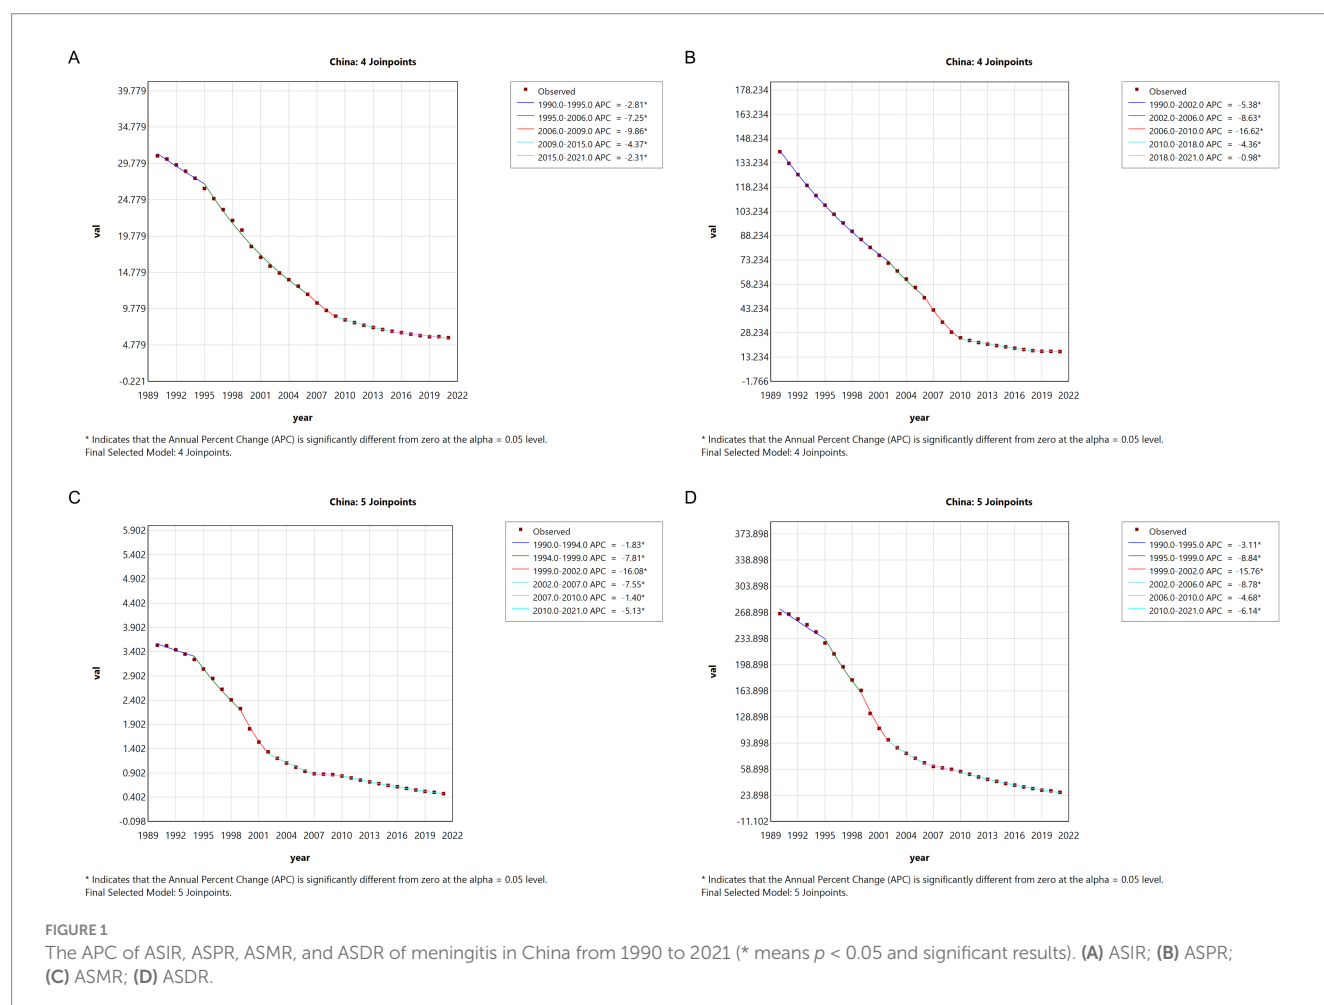 A
China: 4 Joinpoints
39.779
34.779
29.779
24.779
19.779
14.779
9.779
4.779
-0.221
val
1989 1992 1995 1998 2001 2004 2007 2010 2013 2016 2019 2022
year
Observed
1990.0-1995.0 APC = -2.81*
1995.0-2006.0 APC = -7.25*
2006.0-2009.0 APC = -9.86*
2009.0-2015.0 APC = -4.37*
2015.0-2021.0 APC = -2.31*
* Indicates that the Annual Percent Change (APC) is significantly different from zero at the alpha = 0.05 level.
Final Selected Model: 4 Joinpoints.
B
China: 4 Joinpoints
178.234
163.234
148.234
133.234
118.234
103.234
88.234
73.234
58.234
43.234
28.234
13.234
-1.766
val
1989 1992 1995 1998 2001 2004 2007 2010 2013 2016 2019 2022
year
Observed
1990.0-2002.0 APC = -5.38*
2002.0-2006.0 APC = -8.63*
2006.0-2010.0 APC = -16.62*
2010.0-2018.0 APC = -4.36*
2018.0-2021.0 APC = -0.98*
* Indicates that the Annual Percent Change (APC) is significantly different from zero at the alpha = 0.05 level.
Final Selected Model: 4 Joinpoints.
C
China: 5 Joinpoints
5.902
5.402
4.902
4.402
3.902
3.402
2.902
2.402
1.902
1.402
0.902
0.402
-0.098
val
1989 1992 1995 1998 2001 2004 2007 2010 2013 2016 2019 2022
year
Observed
1990.0-1994.0 APC = -1.83*
1994.0-1999.0 APC = -7.81*
1999.0-2002.0 APC = -16.08*
2002.0-2007.0 APC = -7.55*
2007.0-2010.0 APC = -1.40*
2010.0-2021.0 APC = -5.13*
* Indicates that the Annual Percent Change (APC) is significantly different from zero at the alpha = 0.05 level.
Final Selected Model: 5 Joinpoints.
D
China: 5 Joinpoints
373.898
338.898
303.898
268.898
233.898
198.898
163.898
128.898
93.898
58.898
23.898
-11.102
val
1989 1992 1995 1998 2001 2004 2007 2010 2013 2016 2019 2022
year
Observed
1990.0-1995.0 APC = -3.11*
1995.0-1999.0 APC = -8.84*
1999.0-2002.0 APC = -15.76*
2002.0-2006.0 APC = -8.78*
2006.0-2010.0 APC = -4.68*
2010.0-2021.0 APC = -6.14*
* Indicates that the Annual Percent Change (APC) is significantly different from zero at the alpha = 0.05 level.
Final Selected Model: 5 Joinpoints.
FIGURE 1
The APC of ASIR, ASPR, ASMR, and ASDR of meningitis in China from 1990 to 2021 (* means p < 0.05 and significant results). (A) ASIR; (B) ASPR;
(C) ASMR; (D) ASDR.